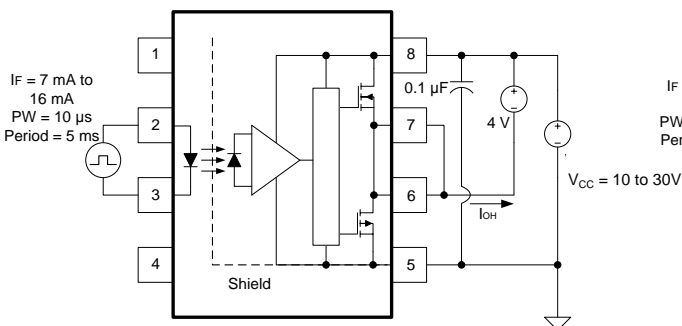 IF = 7 mA to
16 mA
PW = 10 µs
Period = 5 ms
1
2
3
4
Shield
8
7
6
5
0.1 µF
4 V
+
−
+
−
IOH
VCC = 10 to 30V
IF
PW
Per